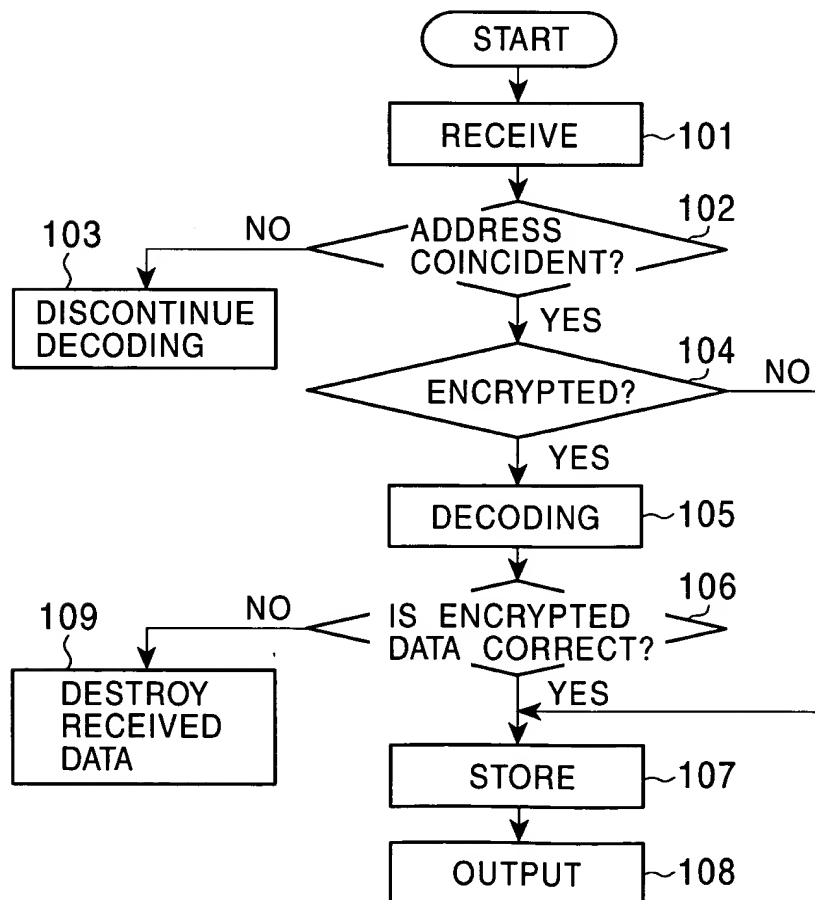 START
RECEIVE
101
ADDRESS
COINCIDENT?
102
NO
103
DISCONTINUE
DECODING
YES
104
ENCRYPTED?
NO
YES
DECODING
105
106
IS ENCRYPTED
DATA CORRECT?
NO
109
DESTROY
RECEIVED
DATA
YES
STORE
107
OUTPUT
108